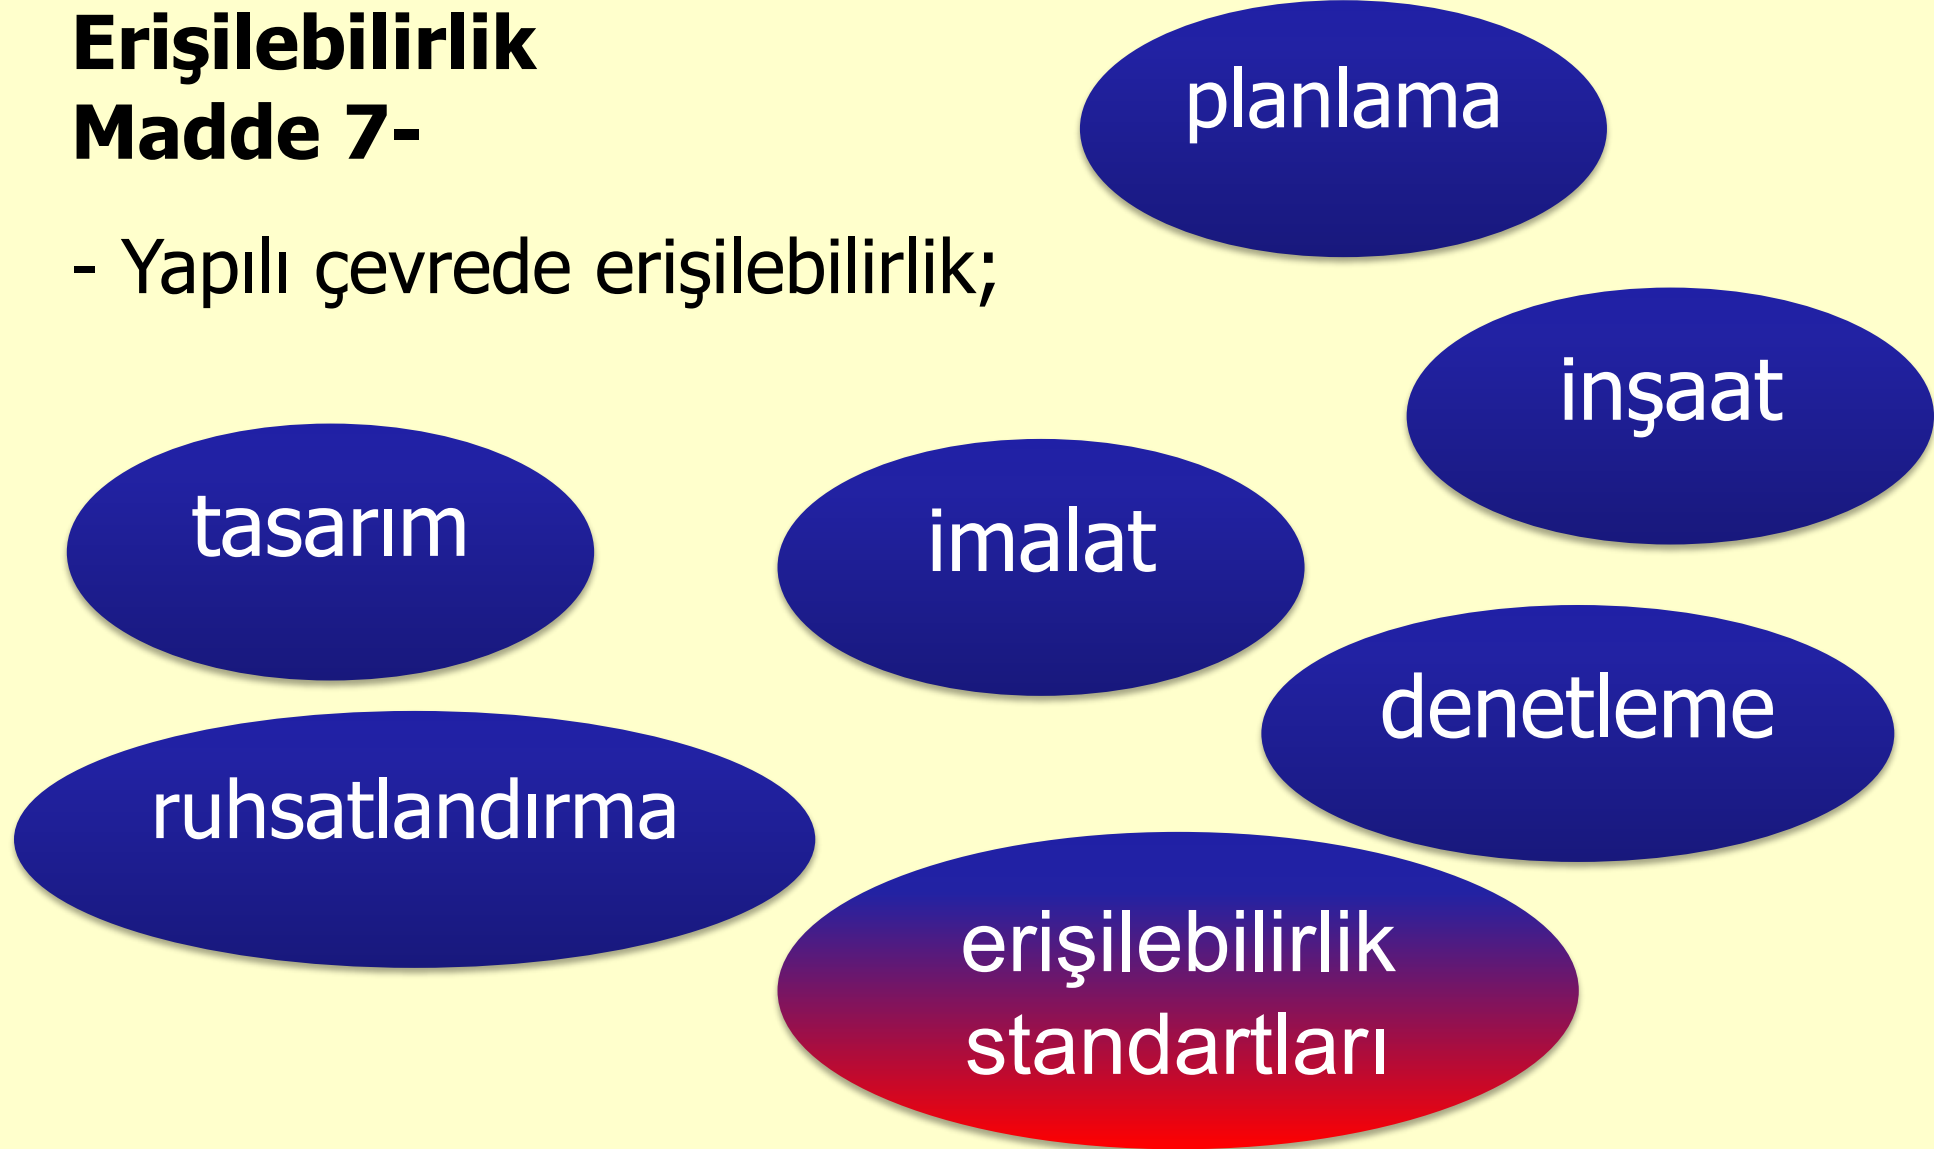 Erişilebilirlik
Madde 7-
- Yapılı çevrede erişilebilirlik;
planlama
inşaat
tasarım
imalat
denetleme
ruhsatlandırma
erişilebilirlik
standartları